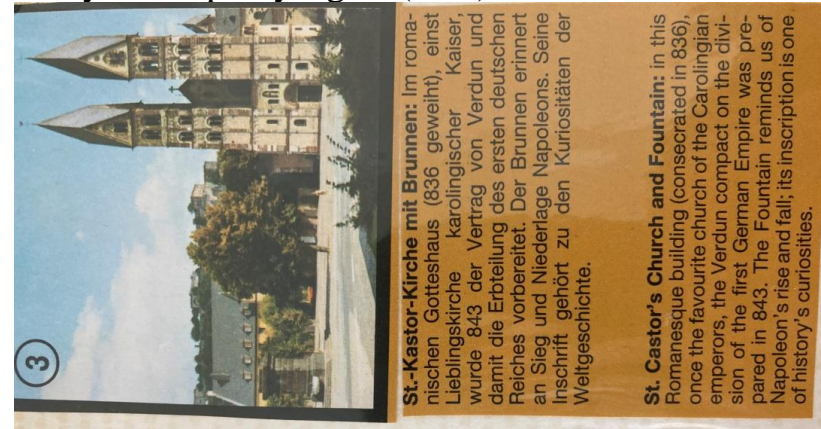 3
St.-Kastor-Kirche mit Brunnen: Im roma-
nischen Gotteshaus (836 geweiht), einst
Lieblingskirche karolingischer Kaiser,
wurde 843 der Vertrag von Verdun und
damit die Erbteilung des ersten deutschen
Reiches vorbereitet. Der Brunnen erinnert
an Sieg und Niederlage Napoleons. Seine
Inschrift gehört zu den Kuriositäten der
Weltgeschichte.
St. Castor's Church and Fountain: in this
Romanesque building (consecrated in 836),
once the favourite church of the Carolingian
emperors, the Verdun compact on the divi-
sion of the first German Empire was pre-
pared in 843. The Fountain reminds us of
Napoleon's rise and fall; its inscription is one
of history's curiosities.